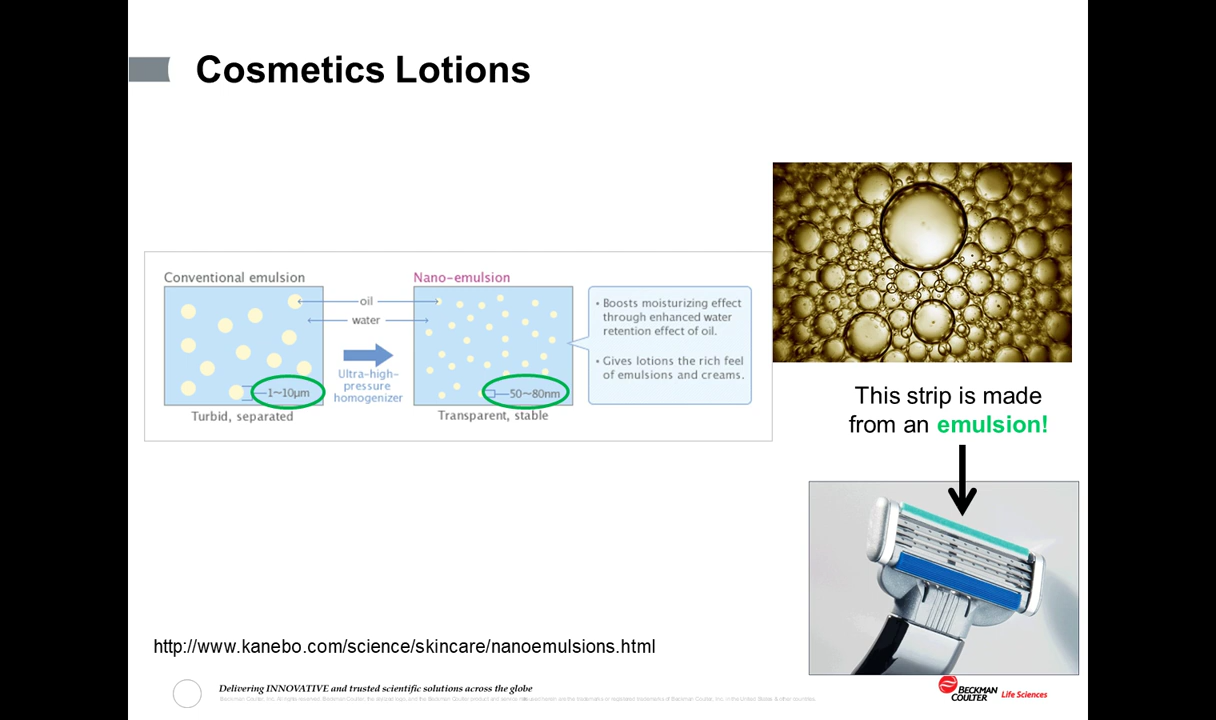 Cosmetics Lotions
Conventional emulsion
Nano-emulsion
oil
water
Ultra-high-
pressure
homogenizer
1~10μm
50~80nm
Turbid, separated
Transparent, stable
• Boosts moisturizing effect
through enhanced water
retention effect of oil.
• Gives lotions the rich feel
of emulsions and creams.
This strip is made
from an emulsion!
http://www.kanebo.com/science/skincare/nanoemulsions.html
Delivering INNOVATIVE and trusted scientific solutions across the globe
BECKMAN
COULTER
Life Sciences